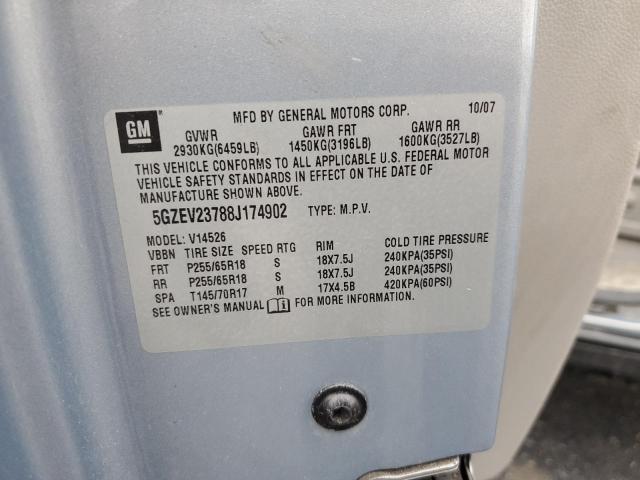 GM
MFD BY GENERAL MOTORS CORP. 10/07
GVWR GAWR FRT GAWR RR
2930KG(6459LB) 1450KG(3196LB) 1600KG(3527LB)
THIS VEHICLE CONFORMS TO ALL APPLICABLE U.S. FEDERAL MOTOR
VEHICLE SAFETY STANDARDS IN EFFECT ON THE DATE OF
MANUFACTURE SHOWN ABOVE.
5GZEV23788J174902 TYPE: M.P.V.
MODEL: V14526
VBBN TIRE SIZE SPEED RTG RIM COLD TIRE PRESSURE
FRT P255/65R18 S 18X7.5J 240KPA(35PSI)
RR P255/65R18 S 18X7.5J 240KPA(35PSI)
SPA T145/70R17 M 17X4.5B 420KPA(60PSI)
SEE OWNER'S MANUAL i FOR MORE INFORMATION.